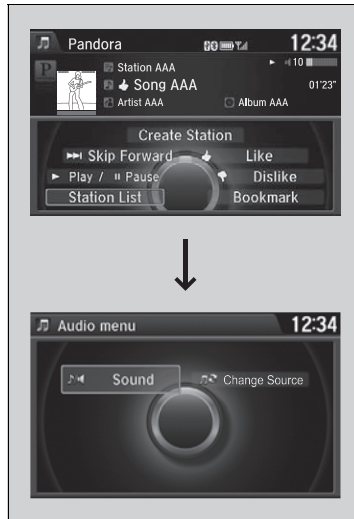 Pandora 12:34
P Station AAA 10
Song AAA 01'23"
Artist AAA Album AAA
Create Station
Skip Forward Like
Play / Pause Dislike
Station List Bookmark
Audio menu 12:34
Sound Change Source